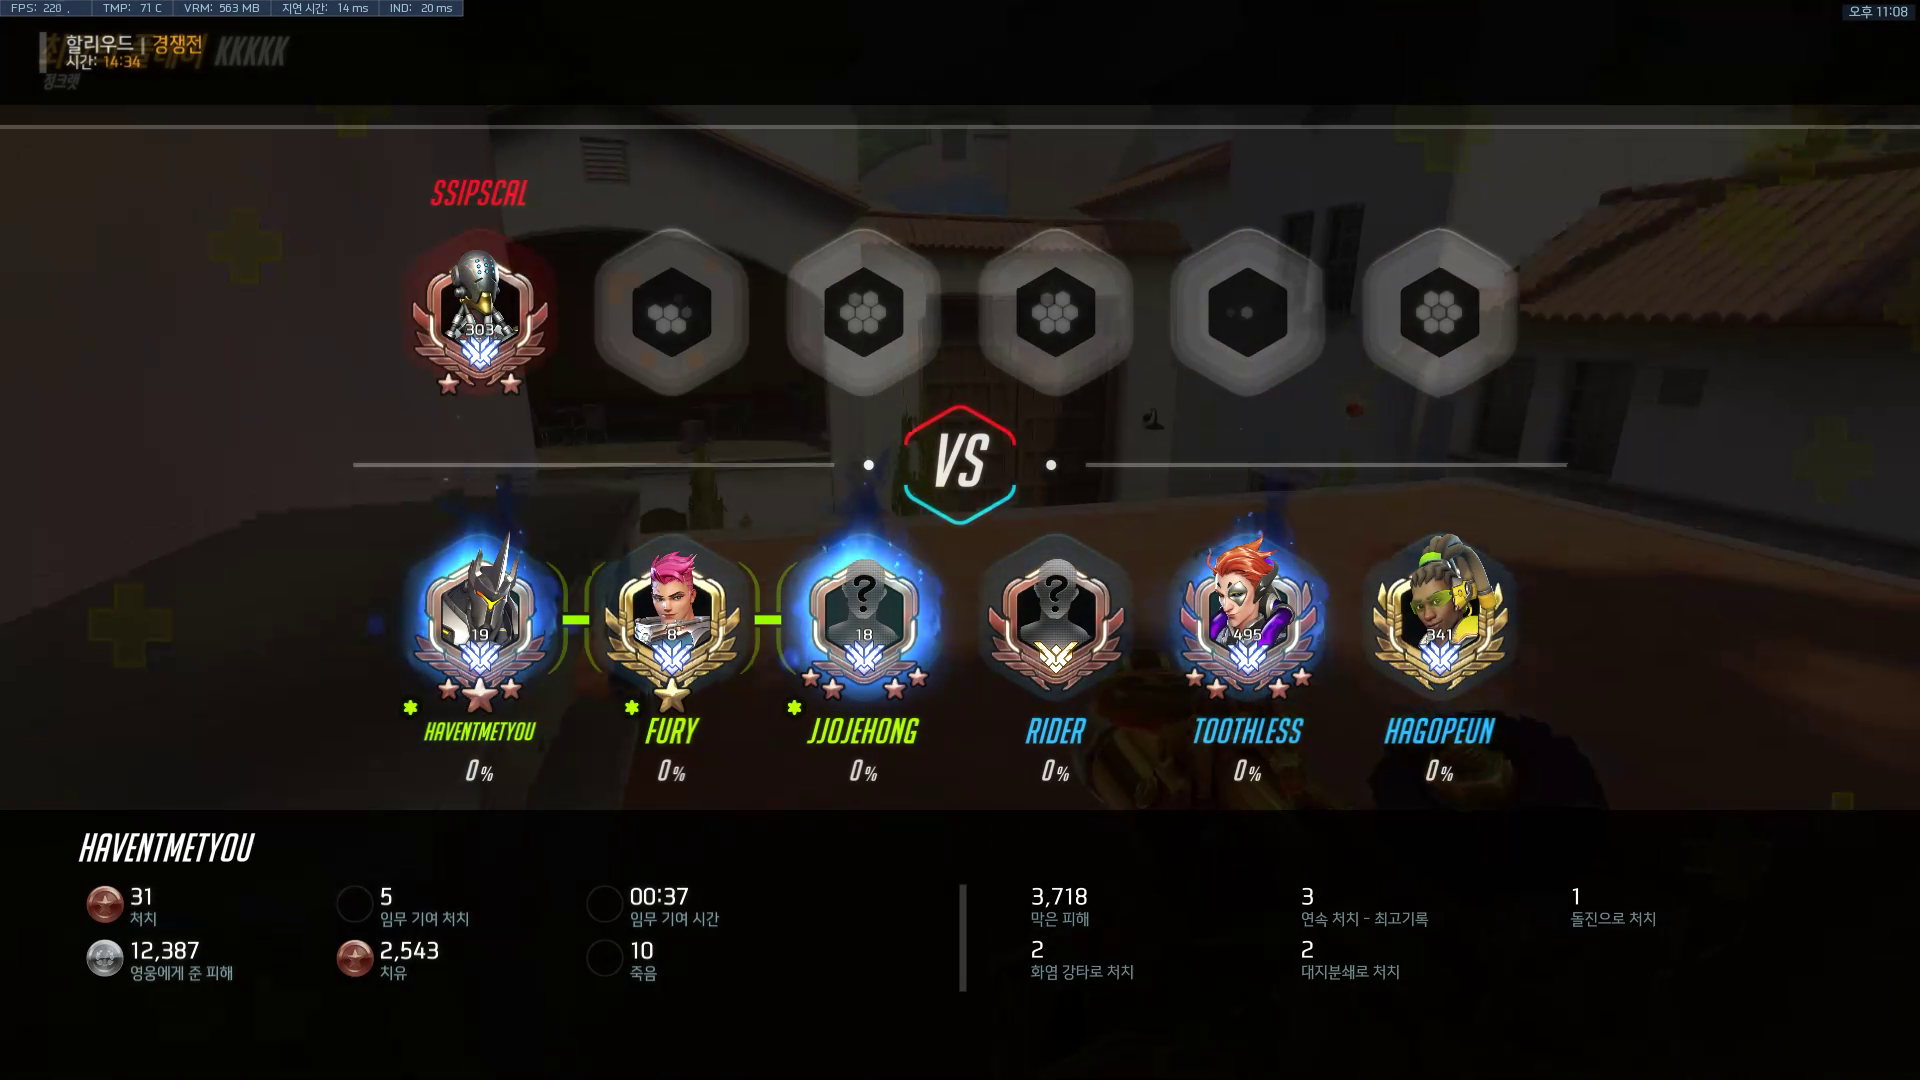 FPS: 220 , TMP: 71 C VRM: 563 MB 지연 시간: 14 ms IND: 20 ms
오후 11:08
할리우드 | 경쟁전 KKKKK
시간: 14:34
정크랫
SSIPSCAL
303
VS
19 8 18 495 341
HAVENTMETYOU FURY JJOJEHONG RIDER TOOTHLESS HAGOPEUN
0% 0% 0% 0% 0% 0%
HAVENTMETYOU
31 5 00:37 3,718 3 1
처치 임무 기여 처치 임무 기여 시간 막은 피해 연속 처치 - 최고기록 돌진으로 처치
12,387 2,543 10 2 2
영웅에게 준 피해 치유 죽음 화염 강타로 처치 대지분쇄로 처치